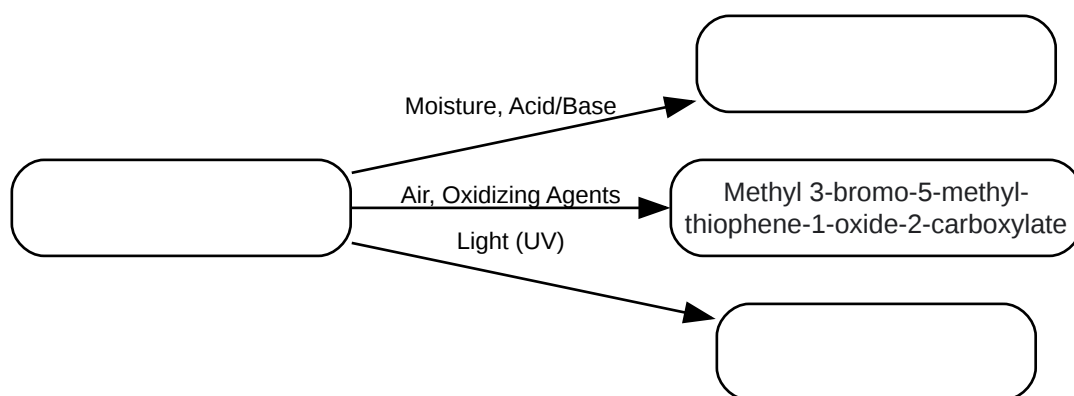 Moisture, Acid/Base
Air, Oxidizing Agents
Methyl 3-bromo-5-methyl-
thiophene-1-oxide-2-carboxylate
Light (UV)